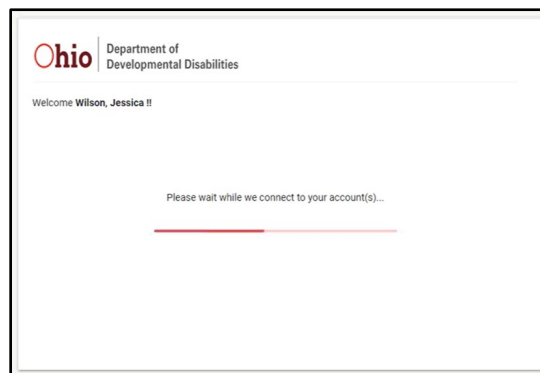 Ohio
Department of
Developmental Disabilities
Welcome Wilson, Jessica !!
Please wait while we connect to your account(s)...